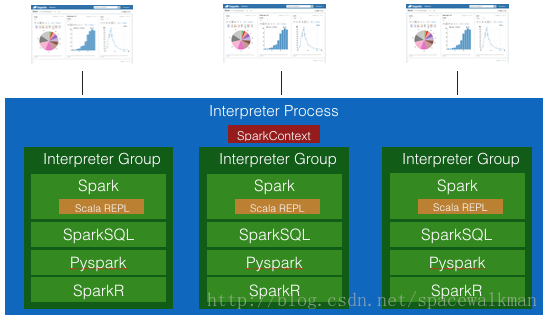 Interpreter Process
SparkContext
Interpreter Group
Spark
Scala REPL
SparkSQL
Pyspark
SparkR
Interpreter Group
Spark
Scala REPL
SparkSQL
Pyspark
SparkR
Interpreter Group
Spark
Scala REPL
SparkSQL
Pyspark
SparkR
http://blog.csdn.net/spacewalkman